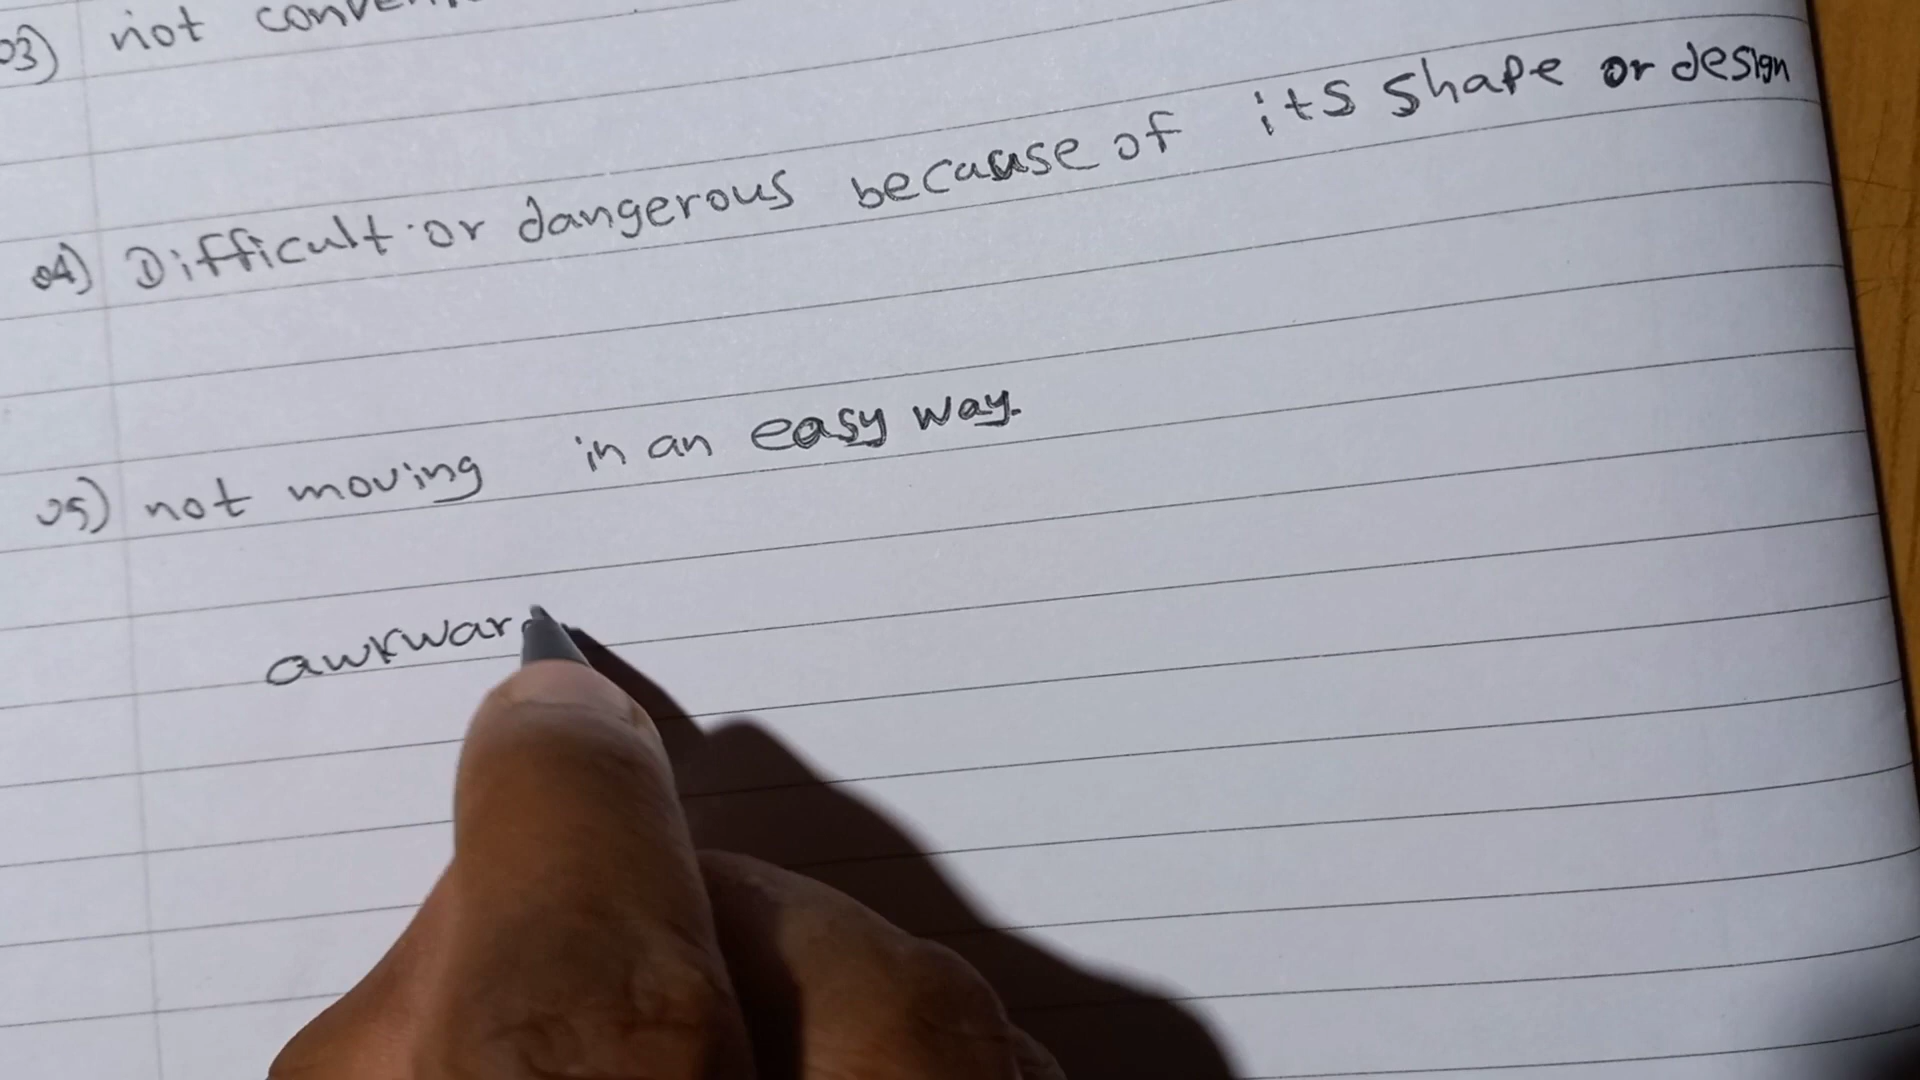 03) not
04) Difficult or dangerous because of its shape or design
05) not moving in an easy way.
awkwar